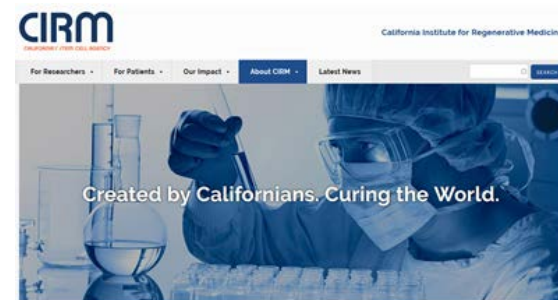 CIRM
CALIFORNIA'S STEM CELL AGENCY
California Institute for Regenerative Medicin
For Researchers
For Patients
Our Impact
About CIRM
Latest News
SEARCH
Created by Californians. Curing the World.